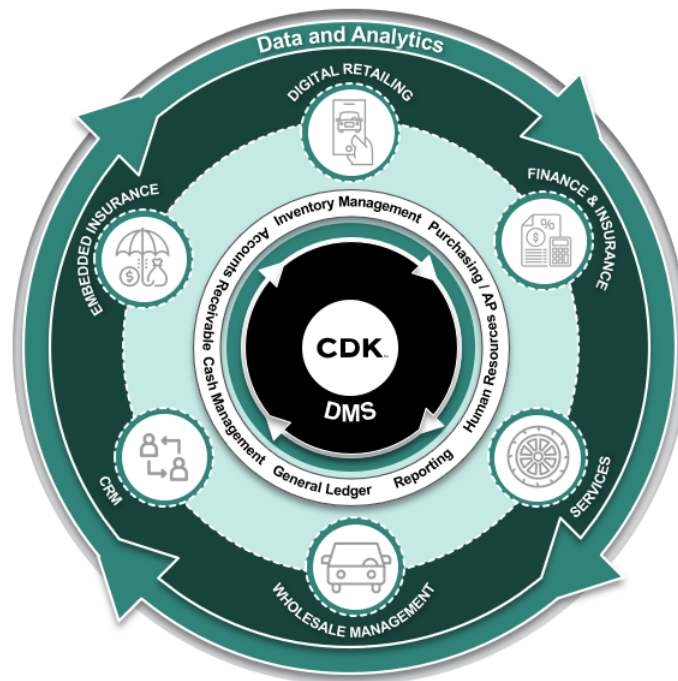 Data and Analytics
DIGITAL RETAILING
FINANCE & INSURANCE
SERVICES
WHOLESALE MANAGEMENT
CRM
EMBEDDED INSURANCE
Inventory Management
Purchasing / AP
Human Resources
Reporting
General Ledger
Cash Management
Accounts Receivable
CDK™
DMS
$
%
$